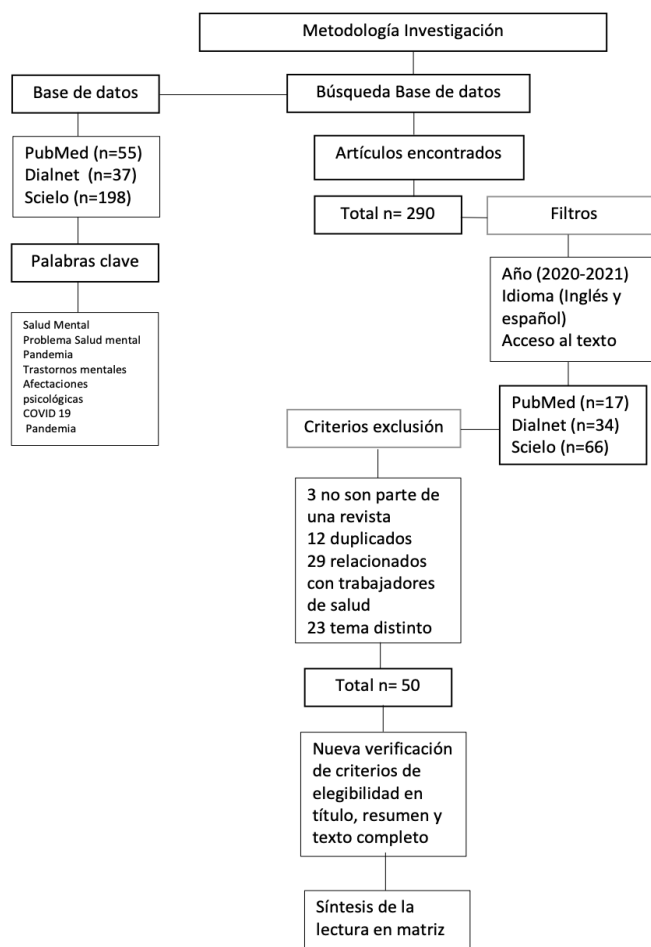 Metodología Investigación
Base de datos
Búsqueda Base de datos
PubMed (n=55)
Dialnet (n=37)
Scielo (n=198)
Artículos encontrados
Total n= 290
Filtros
Palabras clave
Año (2020-2021)
Idioma (Inglés y
español)
Acceso al texto
Salud Mental
Problema Salud mental
Pandemia
Trastornos mentales
Afectaciones
psicológicas
COVID 19
Pandemia
PubMed (n=17)
Dialnet (n=34)
Scielo (n=66)
Criterios exclusión
3 no son parte de
una revista
12 duplicados
29 relacionados
con trabajadores
de salud
23 tema distinto
Total n= 50
Nueva verificación
de criterios de
elegibilidad en
título, resumen y
texto completo
Síntesis de la
lectura en matriz